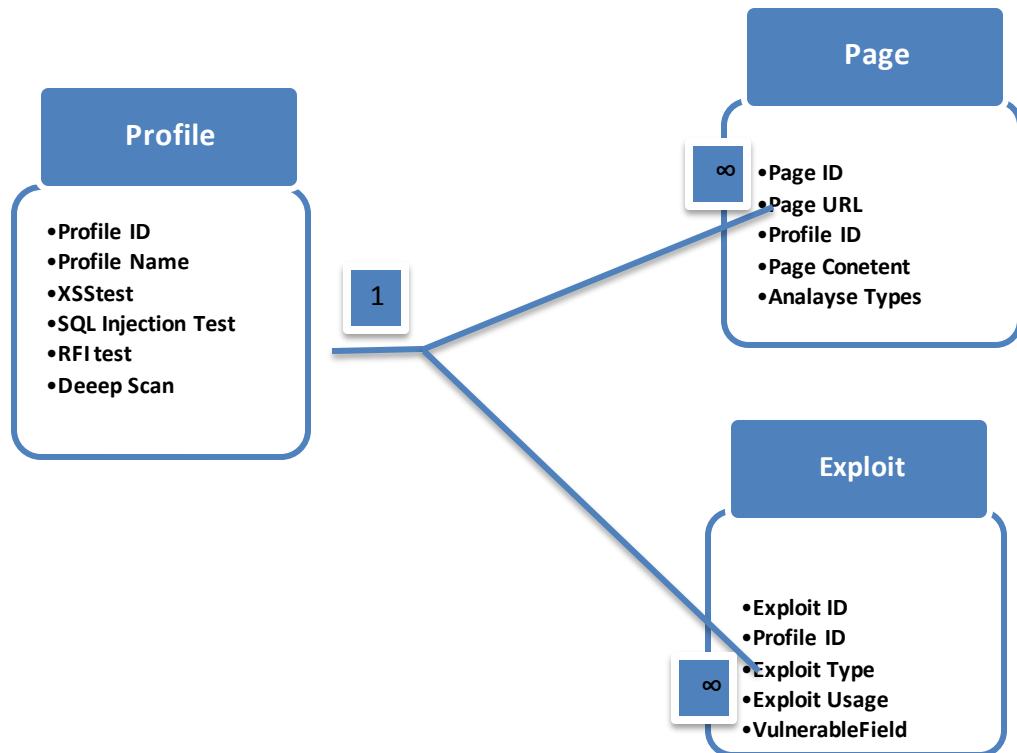 Profile
•Profile ID
•Profile Name
•XSStest
•SQL Injection Test
•RFI test
•Deeep Scan
1
Page
∞
•Page ID
•Page URL
•Profile ID
•Page Conetent
•Analayse Types
Exploit
•Exploit ID
•Profile ID
•Exploit Type
•Exploit Usage
•VulnerableField
∞